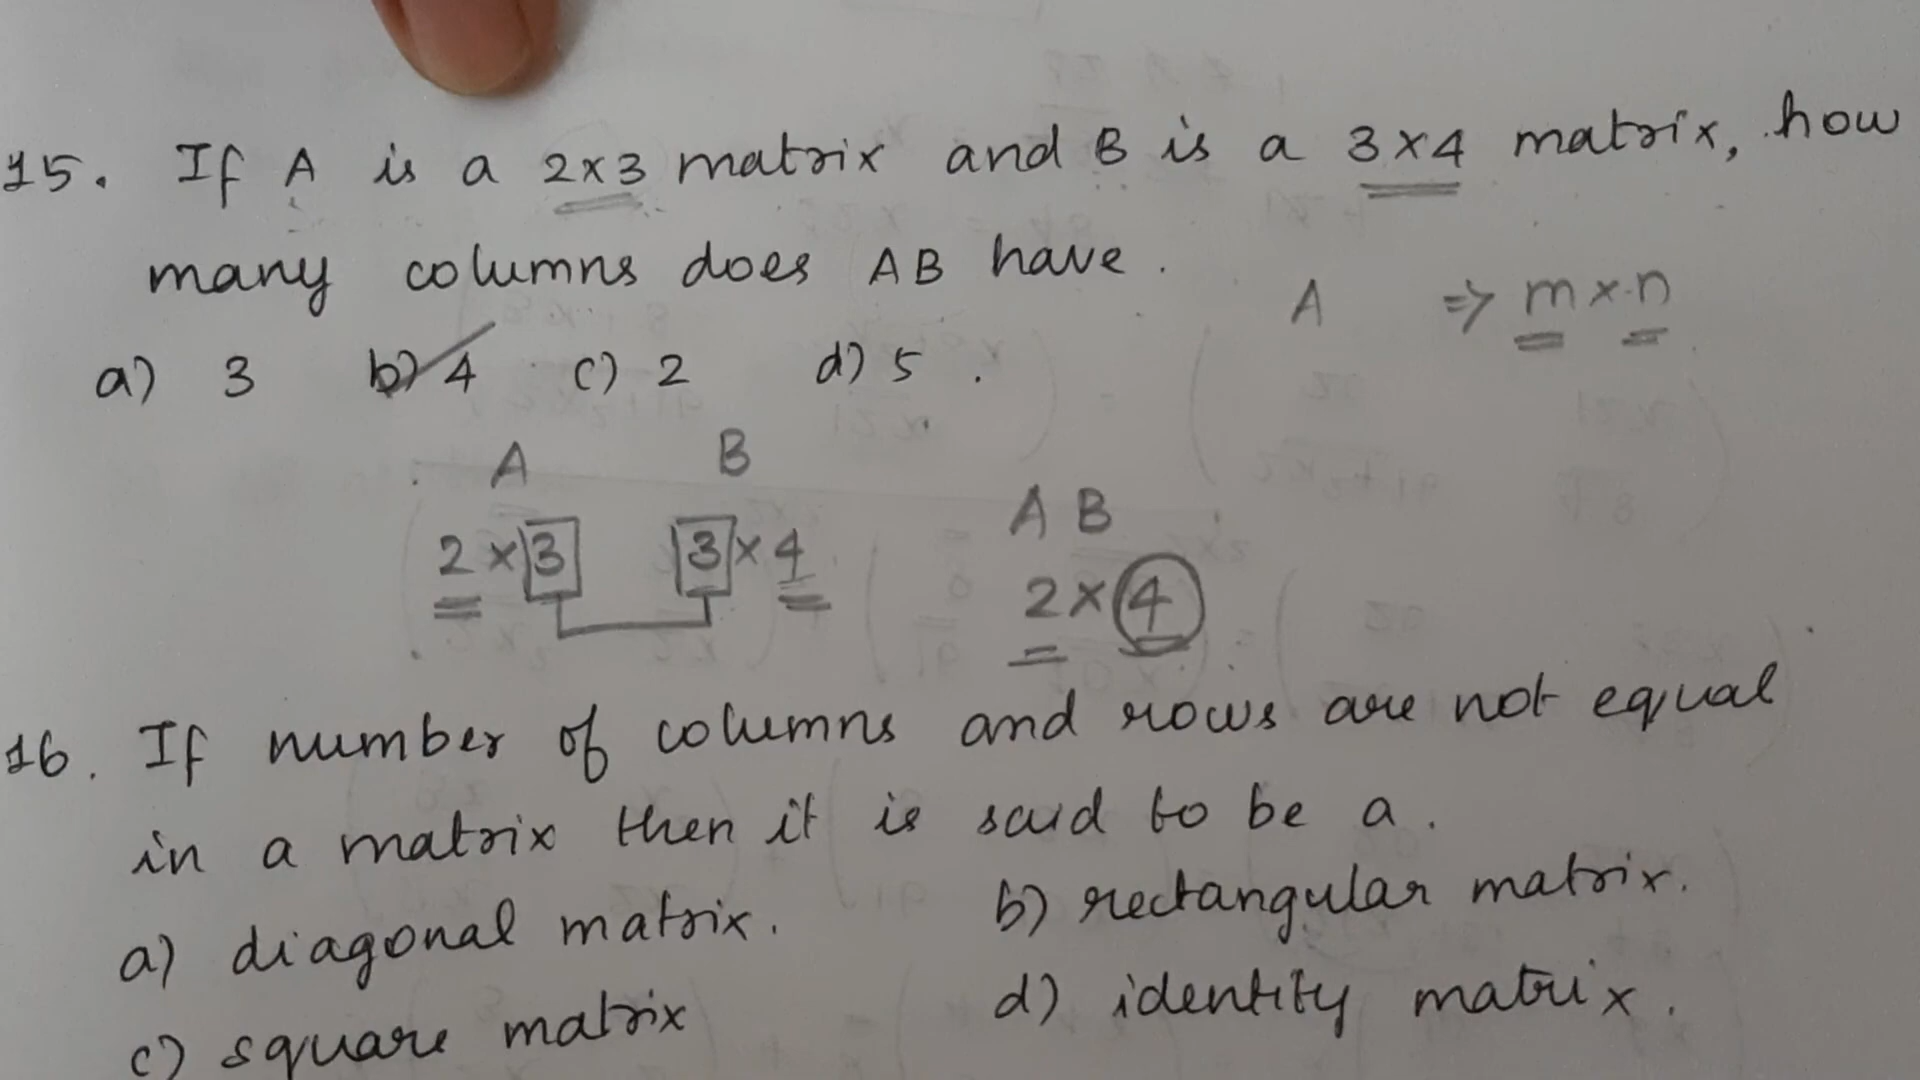 15. If A is a 2x3 matrix and B is a 3x4 matrix, how
many columns does AB have.
A => m x n
a) 3 b) 4 c) 2 d) 5.
A B
2 x 3 3 x 4
A B
2 x 4
16. If number of columns and rows are not equal
in a matrix then it is said to be a.
a) diagonal matrix. b) rectangular matrix.
c) square matrix d) identity matrix.